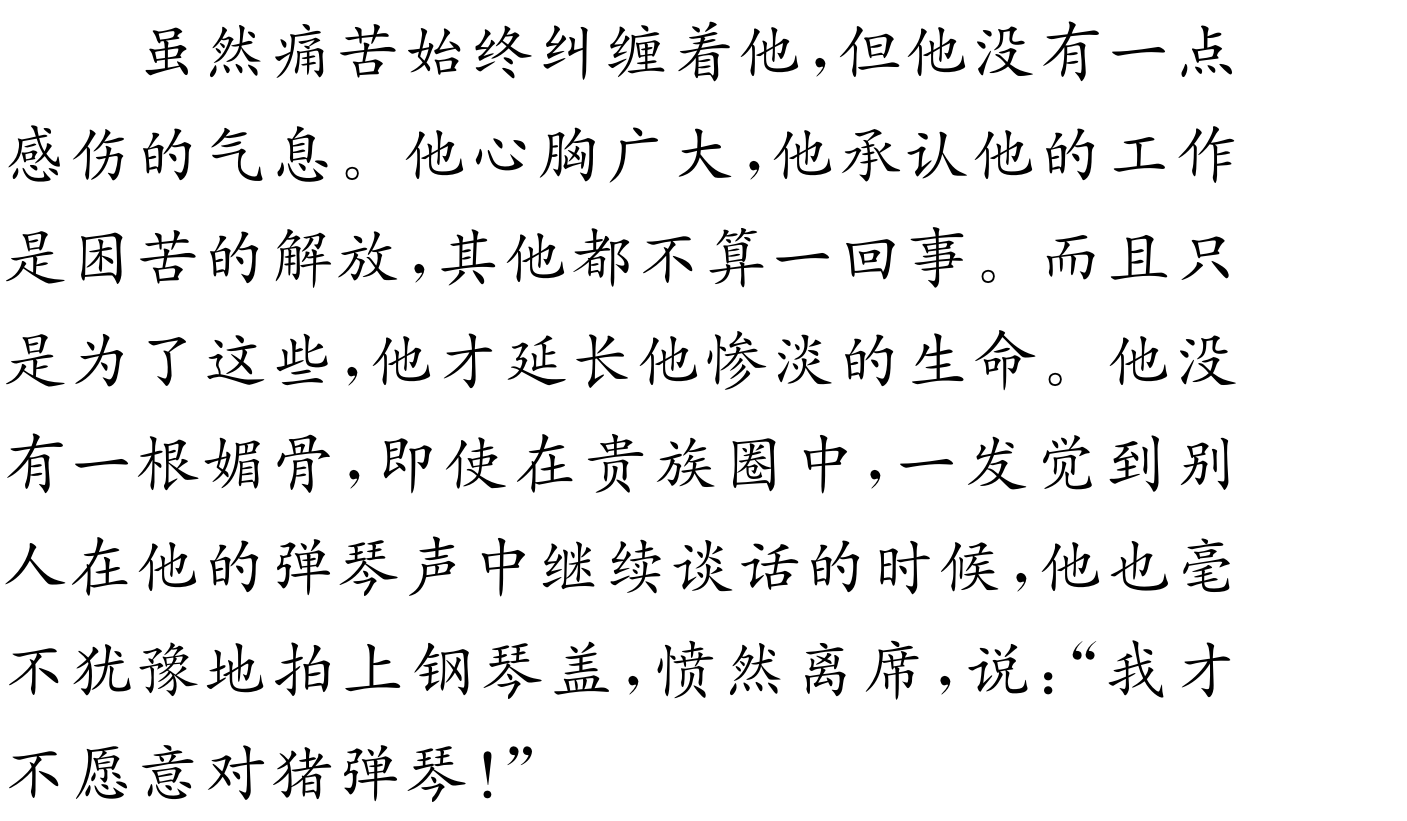 虽然痛苦始终纠缠着他,但他没有一点
感伤的气息。他心胸广大,他承认他的工作
是困苦的解放,其他都不算一回事。而且只
是为了这些,他才延长他惨淡的生命。他没
有一根媚骨,即使在贵族圈中,一发觉到别
人在他的弹琴声中继续谈话的时候,他也毫
不犹豫地拍上钢琴盖,愤然离席,说:“我才
不愿意对猪弹琴!”